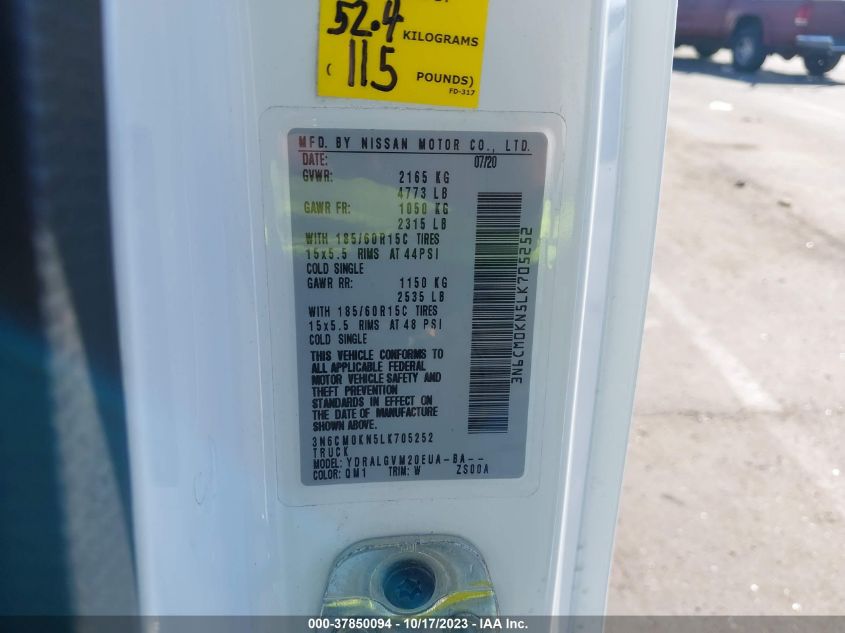 52.4 KILOGRAMS
( 115 POUNDS)
FD-317
MFD. BY NISSAN MOTOR CO., LTD.
DATE: 07/20
GVWR: 2165 KG
4773 LB
GAWR FR: 1050 KG
2315 LB
WITH 185/60R15C TIRES
15x5.5 RIMS AT 44PSI
COLD SINGLE
GAWR RR: 1150 KG
2535 LB
WITH 185/60R15C TIRES
15x5.5 RIMS AT 48 PSI
COLD SINGLE
THIS VEHICLE CONFORMS TO
ALL APPLICABLE FEDERAL
MOTOR VEHICLE SAFETY AND
THEFT PREVENTION
STANDARDS IN EFFECT ON
THE DATE OF MANUFACTURE
SHOWN ABOVE.
3N6CM0KN5LK705252
TRUCK
MODEL: YDRALGVM20EUA-BA--
COLOR: QM1 TRIM: W ZS00A
3N6CM0KN5LK705252
000-37850094 - 10/17/2023 - IAA Inc.